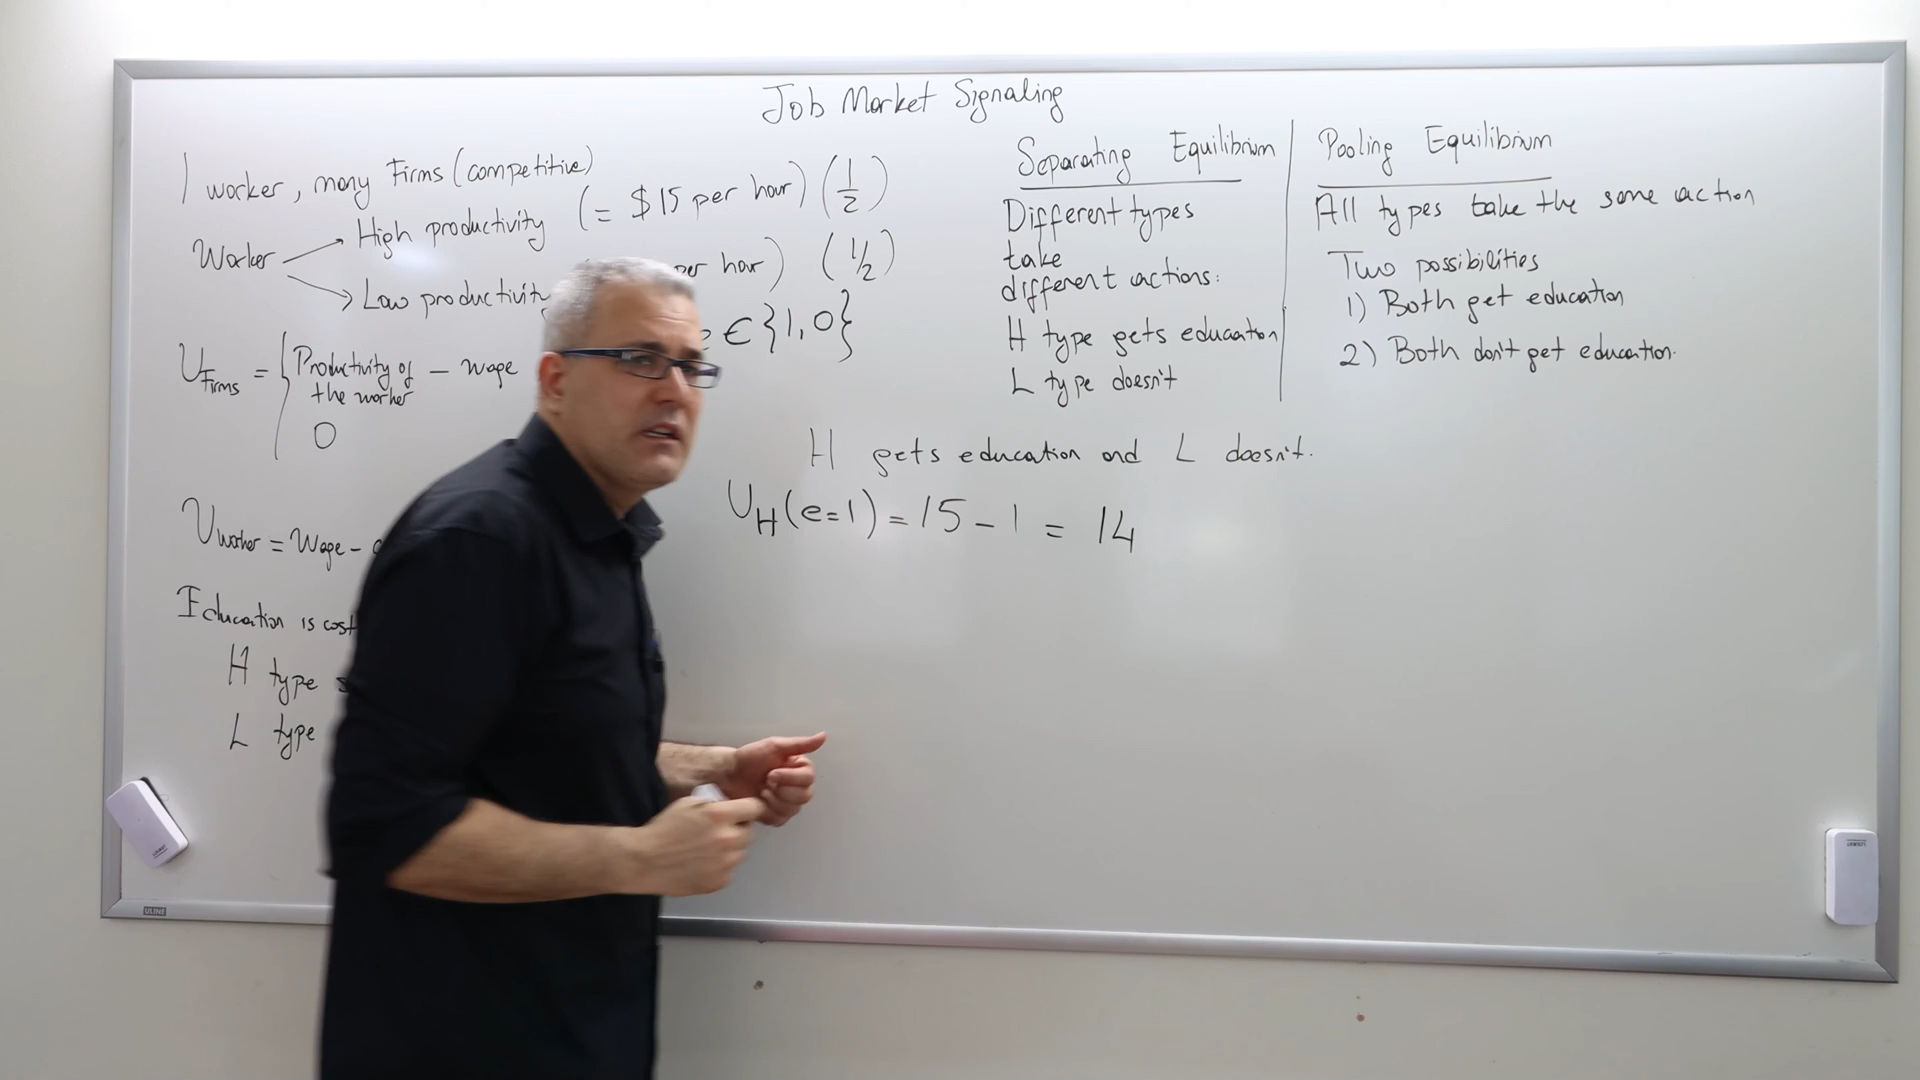 Job Market Signaling
1 worker, many Firms (competitive)
Worker
High productivity (= $15 per hour) (1/2)
Low productivity per hour) (1/2)
e ∈ {1, 0}
U Firms = { Productivity of the worker - wage
0
U worker = Wage -
Education is cost
H type
L type
Separating Equilibrium
Different types
take
different actions:
H type gets education
L type doesn't
Pooling Equilibrium
All types take the same action
Two possibilities
1) Both get education
2) Both don't get education.
H gets education and L doesn't.
U_H(e=1) = 15 - 1 = 14
ULINE